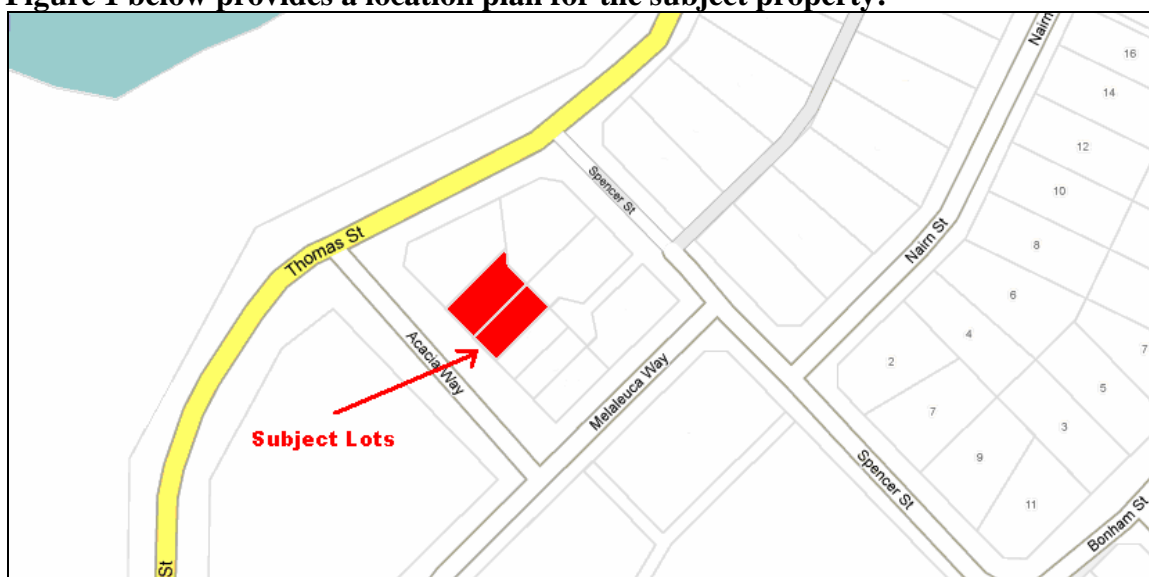 Figure 1 below provides a location plan for the subject property:
Nairn
16
14
12
10
8
6
4
2
7
9
11
3
5
7
Spencer St
Nairn St
Thomas St
Acacia Way
Melaleuca Way
Subject Lots
Spencer St
Bonham St
St